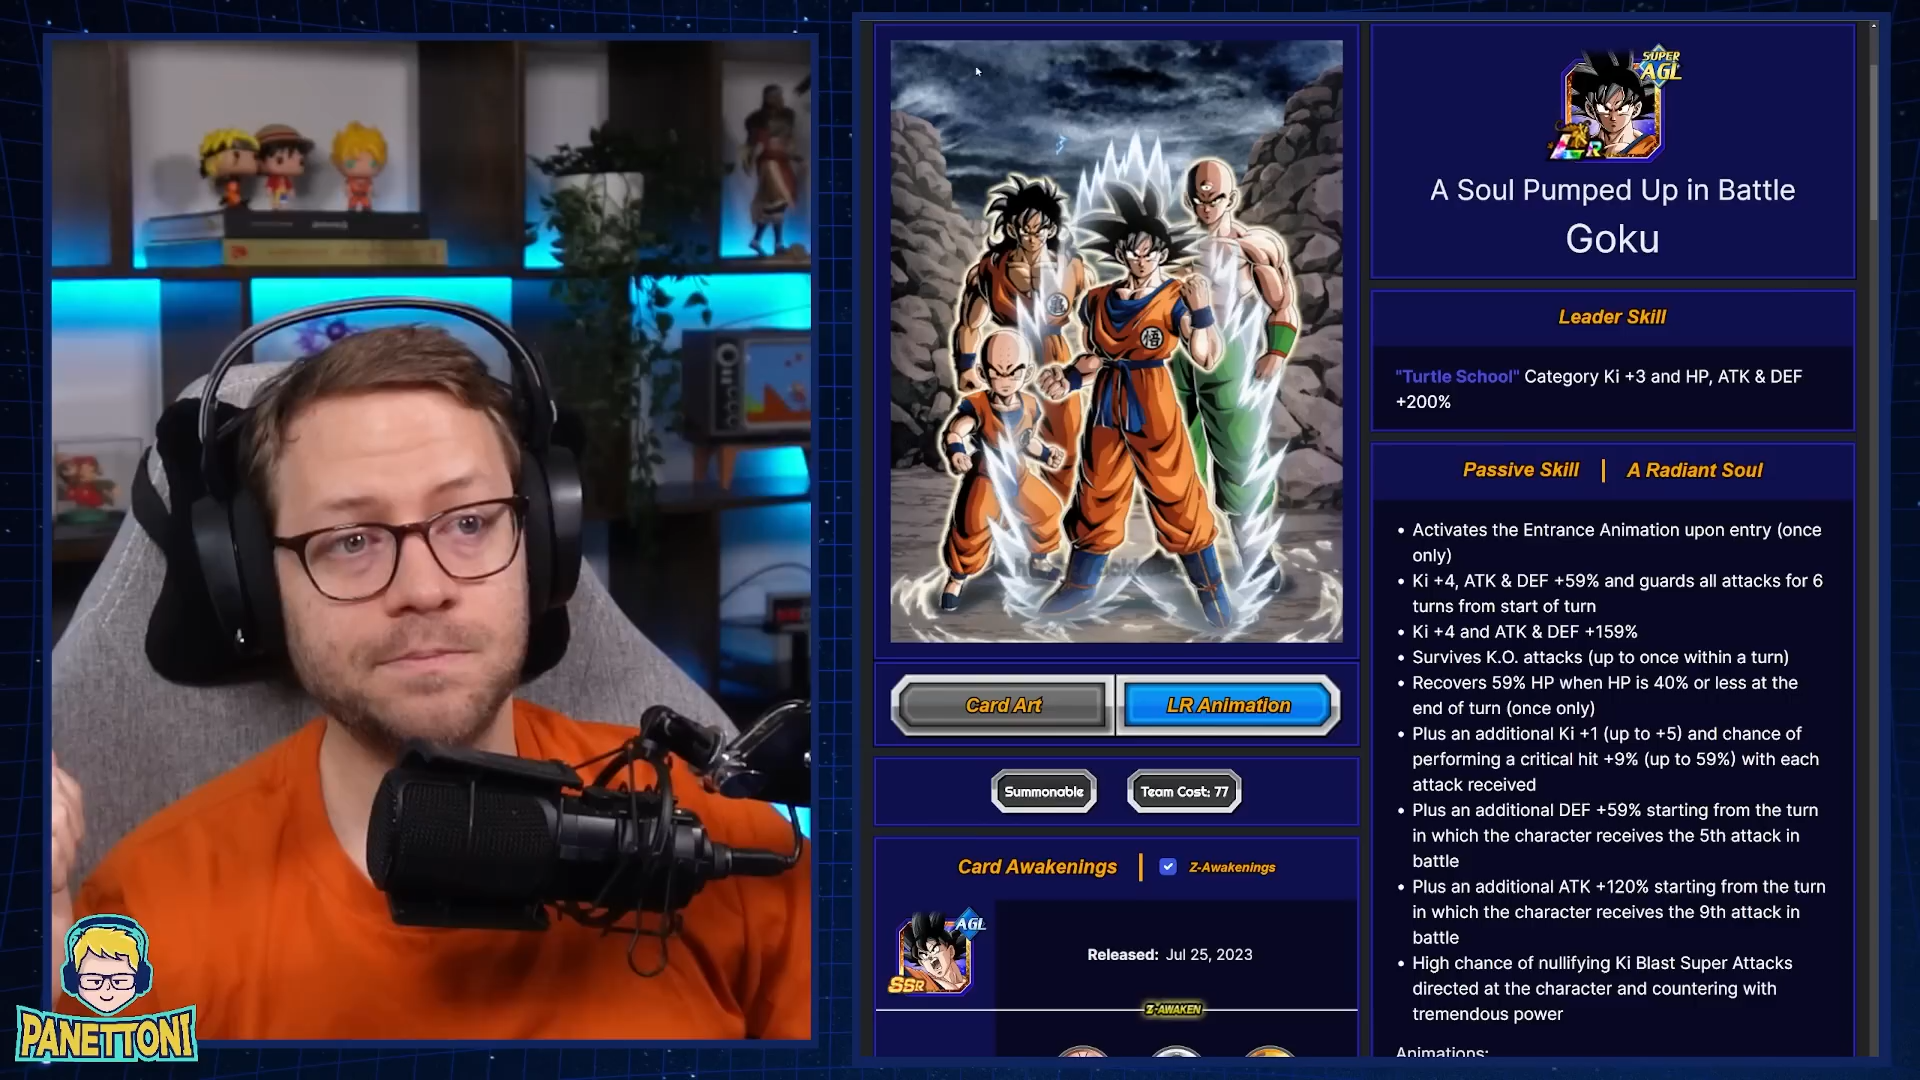 PANETTONI
Card Art
LR Animation
Summonable
Team Cost: 77
Card Awakenings
Z-Awakenings
AGL
SSR
Released: Jul 25, 2023
Z-AWAKEN
SUPER
AGL
LR
A Soul Pumped Up in Battle
Goku
Leader Skill
"Turtle School" Category Ki +3 and HP, ATK & DEF
+200%
Passive Skill | A Radiant Soul
• Activates the Entrance Animation upon entry (once
only)
• Ki +4, ATK & DEF +59% and guards all attacks for 6
turns from start of turn
• Ki +4 and ATK & DEF +159%
• Survives K.O. attacks (up to once within a turn)
• Recovers 59% HP when HP is 40% or less at the
end of turn (once only)
• Plus an additional Ki +1 (up to +5) and chance of
performing a critical hit +9% (up to 59%) with each
attack received
• Plus an additional DEF +59% starting from the turn
in which the character receives the 5th attack in
battle
• Plus an additional ATK +120% starting from the turn
in which the character receives the 9th attack in
battle
• High chance of nullifying Ki Blast Super Attacks
directed at the character and countering with
tremendous power
Animations: